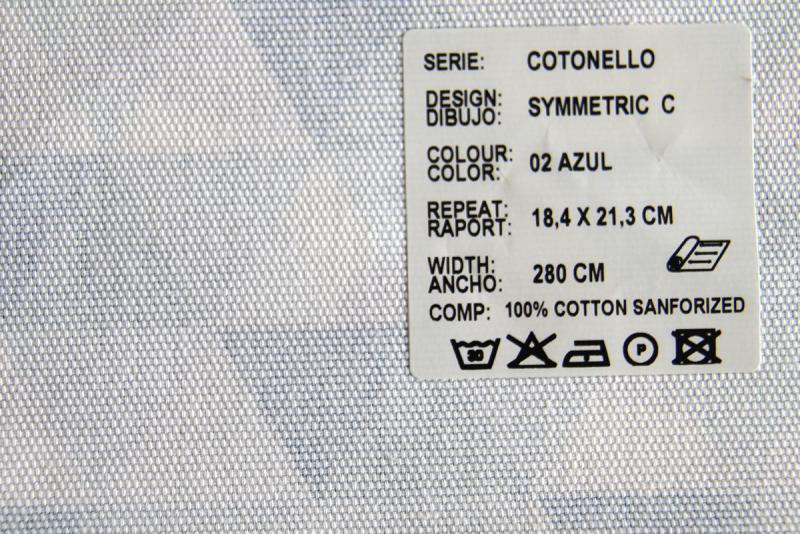 SERIE: COTONELLO
DESIGN:
DIBUJO: SYMMETRIC C
COLOUR:
COLOR: 02 AZUL
REPEAT:
RAPORT: 18,4 X 21,3 CM
WIDTH:
ANCHO: 280 CM
COMP: 100% COTTON SANFORIZED
30 P